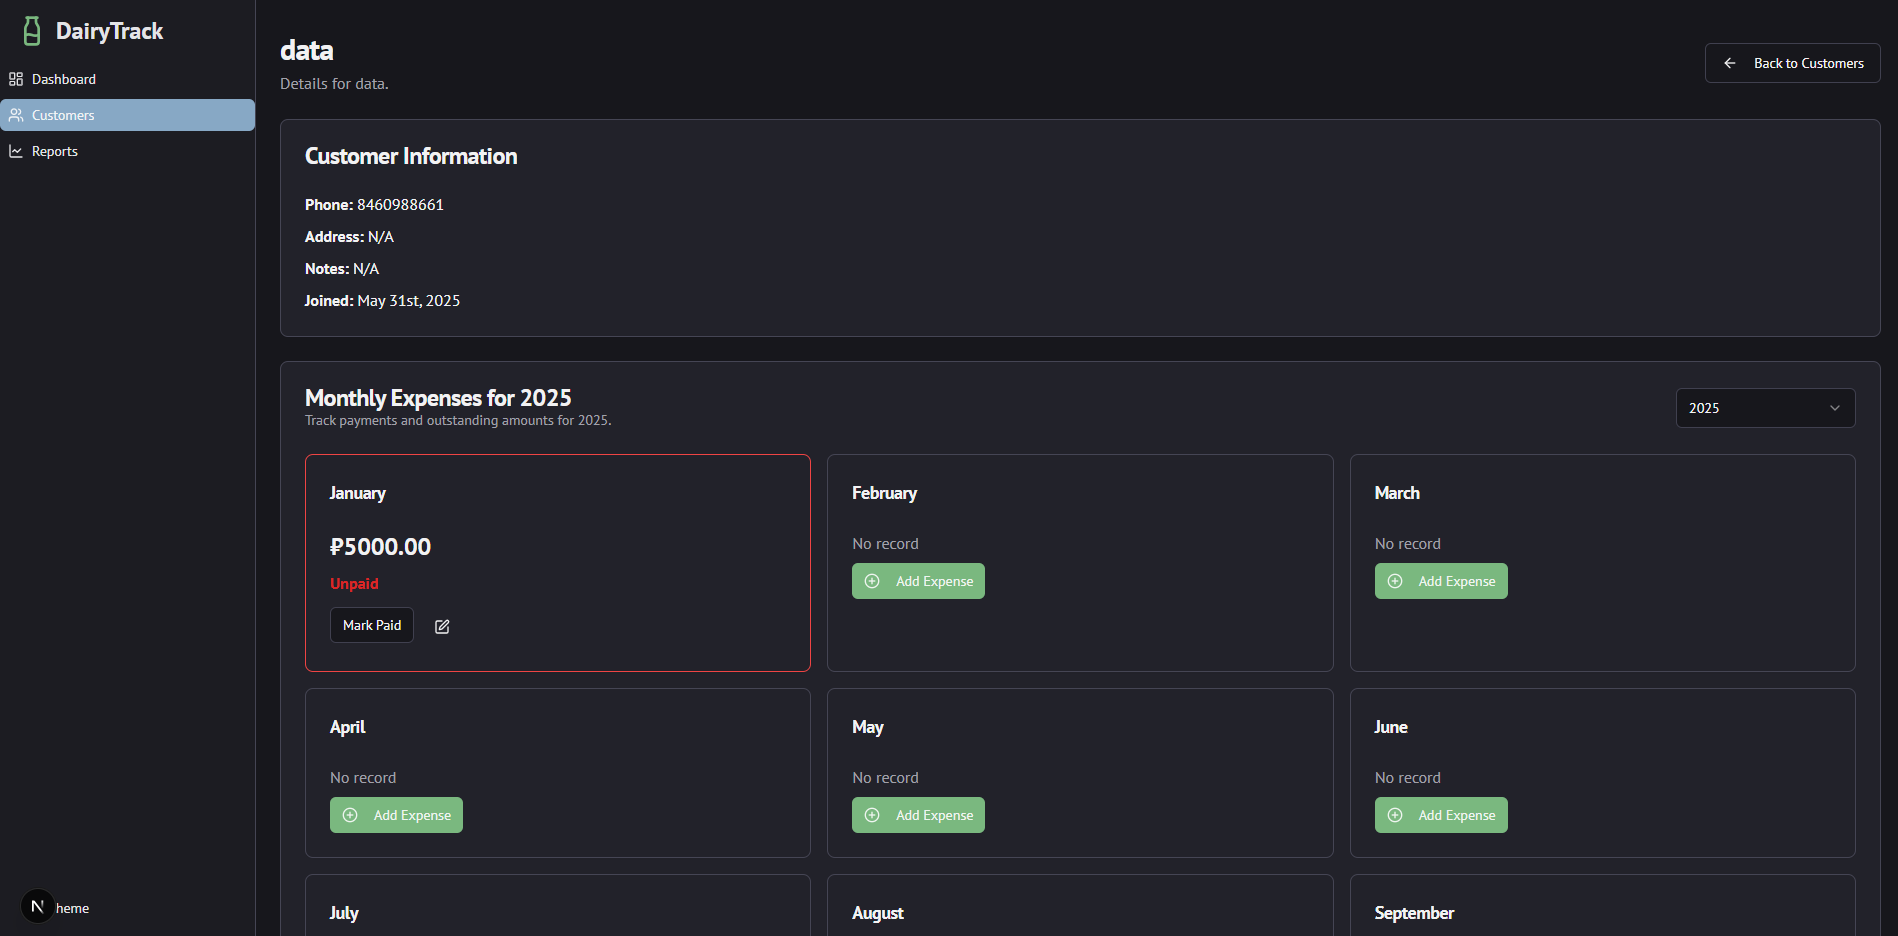 DairyTrack
Dashboard
Customers
Reports
N
heme
data
Details for data.
Back to Customers
Customer Information
Phone: 8460988661
Address: N/A
Notes: N/A
Joined: May 31st, 2025
Monthly Expenses for 2025
Track payments and outstanding amounts for 2025.
2025
January
₽5000.00
Unpaid
Mark Paid
February
No record
Add Expense
March
No record
Add Expense
April
No record
Add Expense
May
No record
Add Expense
June
No record
Add Expense
July
August
September